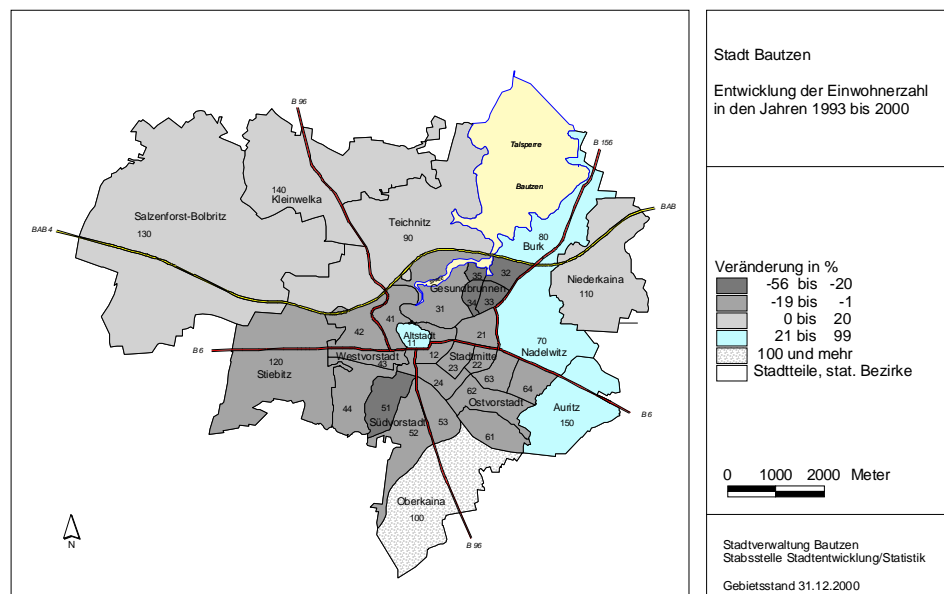 B 96
B 156
Talsperre
Bautzen
140
Kleinwelka
BAB
Salzenforst-Bolbritz
130
Teichnitz
90
80
Burk
BAB 4
Niederkaina
110
35
32
Gesundbrunnen
34
33
31
41
42
Altstadt
11
21
70
Nadelwitz
B 6
Westvorstadt
43
12
Stadtmitte
23
22
120
Stiebitz
24
63
62
64
Ostvorstadt
Auritz
150
B 6
44
51
Südvorstadt
52
53
61
Oberkaina
100
B 96
N
Stadt Bautzen
Entwicklung der Einwohnerzahl
in den Jahren 1993 bis 2000
Veränderung in %
-56 bis -20
-19 bis -1
0 bis 20
21 bis 99
100 und mehr
Stadtteile, stat. Bezirke
0 1000 2000 Meter
Stadtverwaltung Bautzen
Stabsstelle Stadtentwicklung/Statistik
Gebietsstand 31.12.2000